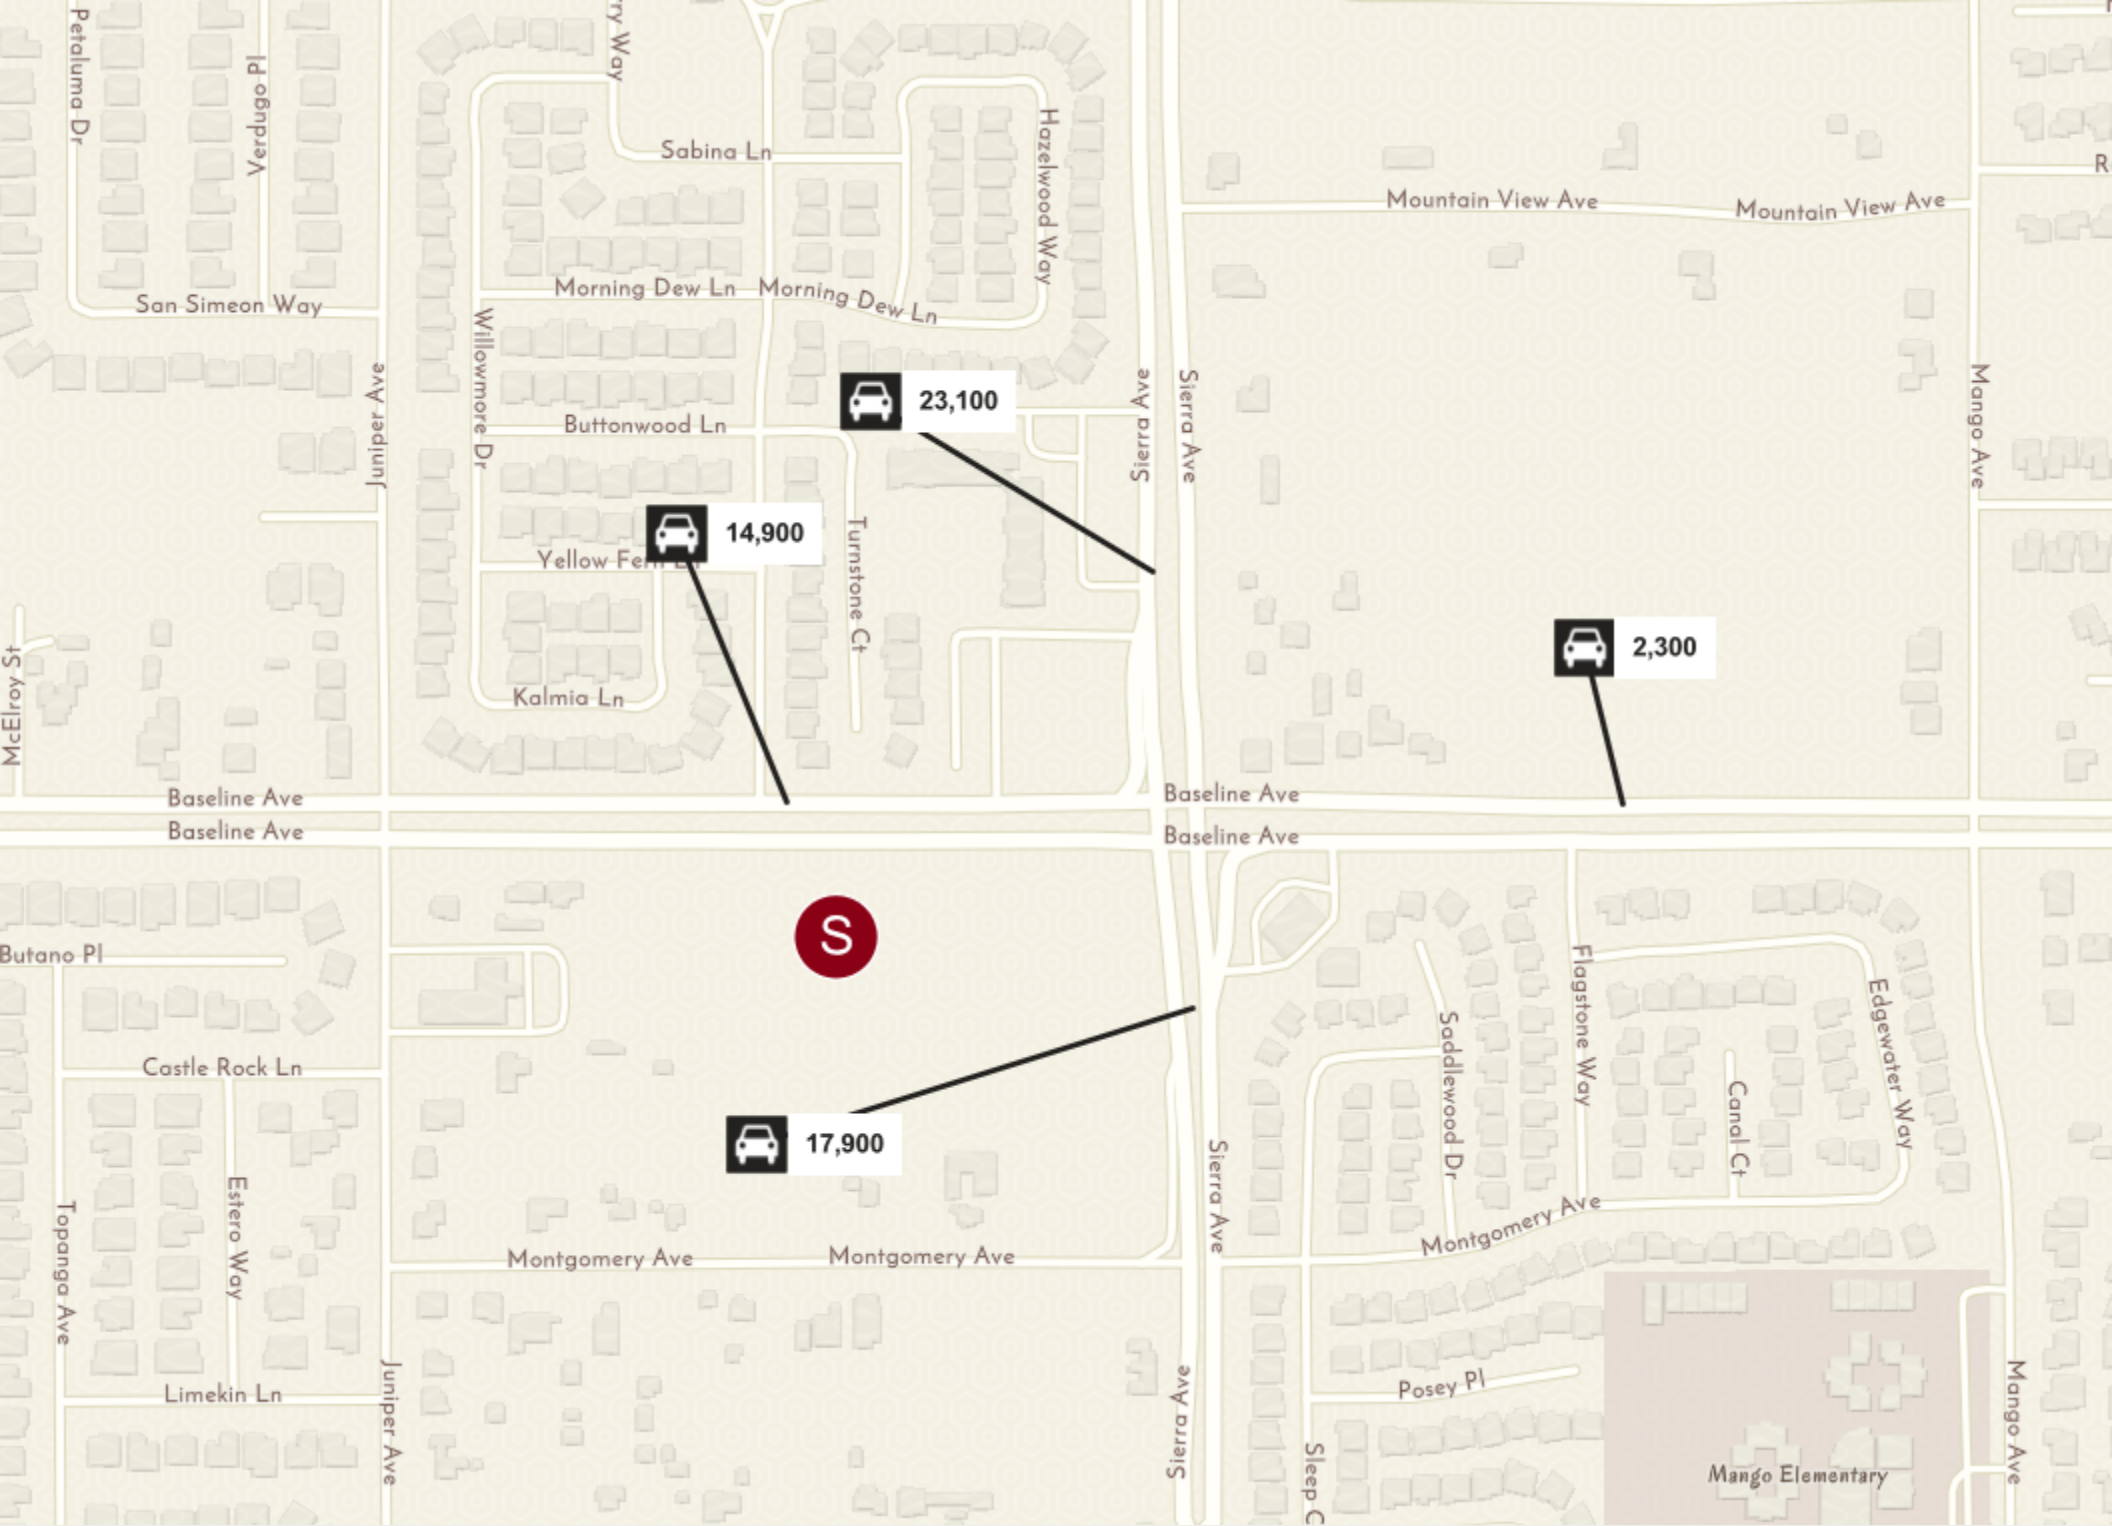 Petaluma Dr
Verdugo Pl
ry Way
Sabina Ln
Hazelwood Way
Mountain View Ave
Mountain View Ave
R
San Simeon Way
Morning Dew Ln
Morning Dew Ln
Willowmore Dr
Juniper Ave
Sierra Ave
Sierra Ave
Mango Ave
23,100
Buttonwood Ln
14,900
Yellow Fern Ln
Turnstone Ct
2,300
McElroy St
Kalmia Ln
Baseline Ave
Baseline Ave
Baseline Ave
Baseline Ave
S
Butano Pl
Flagstone Way
Edgewater Way
Saddlewood Dr
Castle Rock Ln
Canal Ct
17,900
Sierra Ave
Estero Way
Topanga Ave
Montgomery Ave
Montgomery Ave
Montgomery Ave
Juniper Ave
Limekin Ln
Sierra Ave
Posey Pl
Mango Ave
Sleep C
Mango Elementary